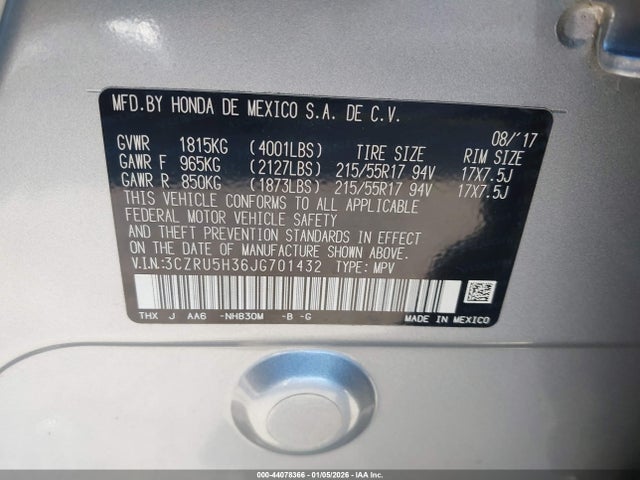 MFD.BY HONDA DE MEXICO S.A. DE C.V.
08/'17
GVWR 1815KG (4001LBS) TIRE SIZE RIM SIZE
GAWR F 965KG (2127LBS) 215/55R17 94V 17X7.5J
GAWR R 850KG (1873LBS) 215/55R17 94V 17X7.5J
THIS VEHICLE CONFORMS TO ALL APPLICABLE
FEDERAL MOTOR VEHICLE SAFETY
AND THEFT PREVENTION STANDARDS IN EFFECT
ON THE DATE OF MANUFACTURE SHOWN ABOVE.
V.I.N.:3CZRU5H36JG701432 TYPE: MPV
THX J AA6 -NH830M -B -G
MADE IN MEXICO
000-44078366 - 01/05/2026 - IAA Inc.